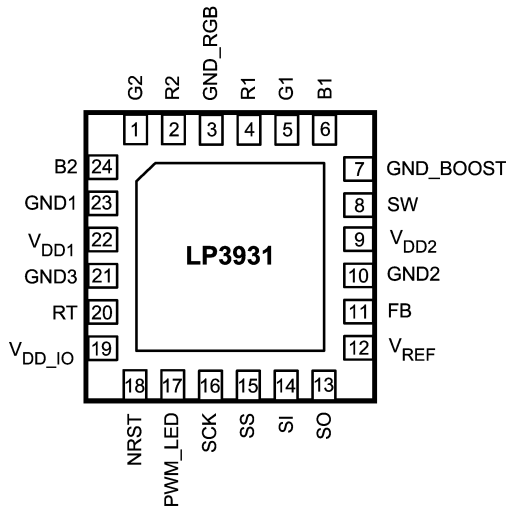 G2 R2 GND_RGB R1 G1 B1
1 2 3 4 5 6
B2 24 7 GND_BOOST
GND1 23 8 SW
VDD1 22 9 VDD2
GND3 21 10 GND2
RT 20 11 FB
VDD_IO 19 12 VREF
LP3931
18 17 16 15 14 13
NRST PWM_LED SCK SS SI SO